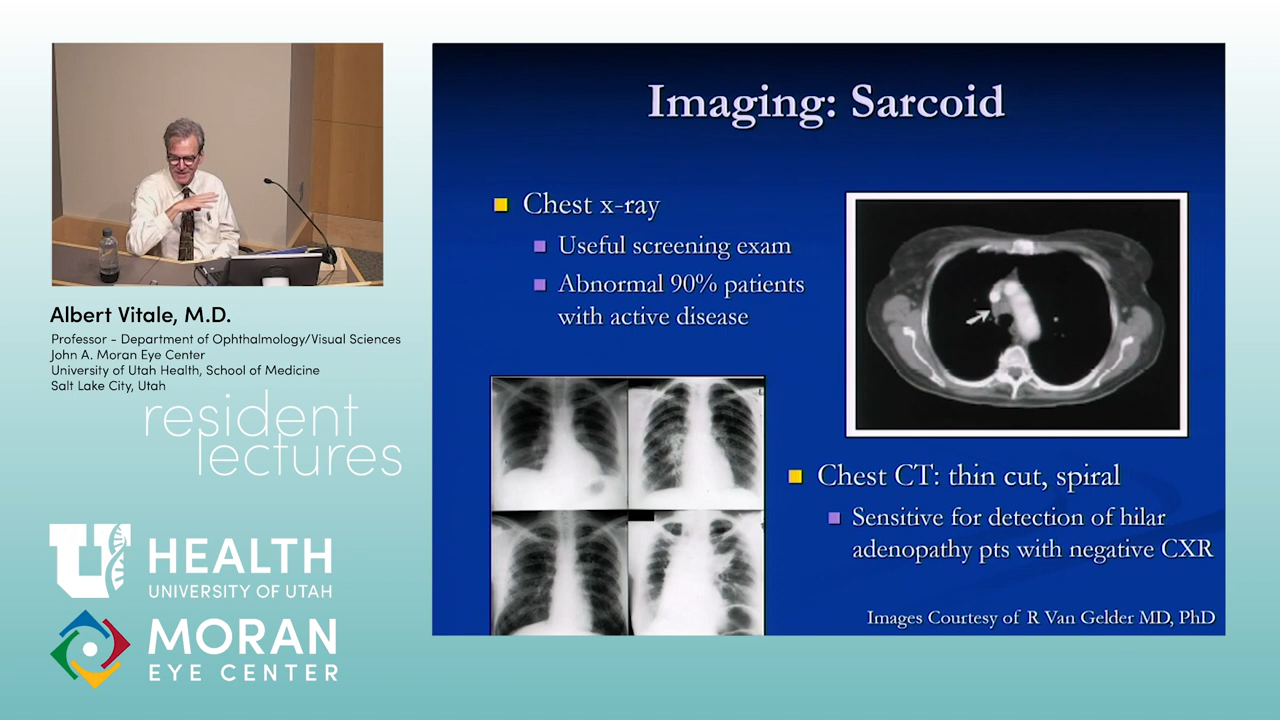 Albert Vitale, M.D.
Professor - Department of Ophthalmology/Visual Sciences
John A. Moran Eye Center
University of Utah Health, School of Medicine
Salt Lake City, Utah
resident
lectures
U HEALTH
UNIVERSITY OF UTAH
MORAN
EYE CENTER
Imaging: Sarcoid
Chest x-ray
Useful screening exam
Abnormal 90% patients
with active disease
Chest CT: thin cut, spiral
Sensitive for detection of hilar
adenopathy pts with negative CXR
Images Courtesy of R Van Gelder MD, PhD